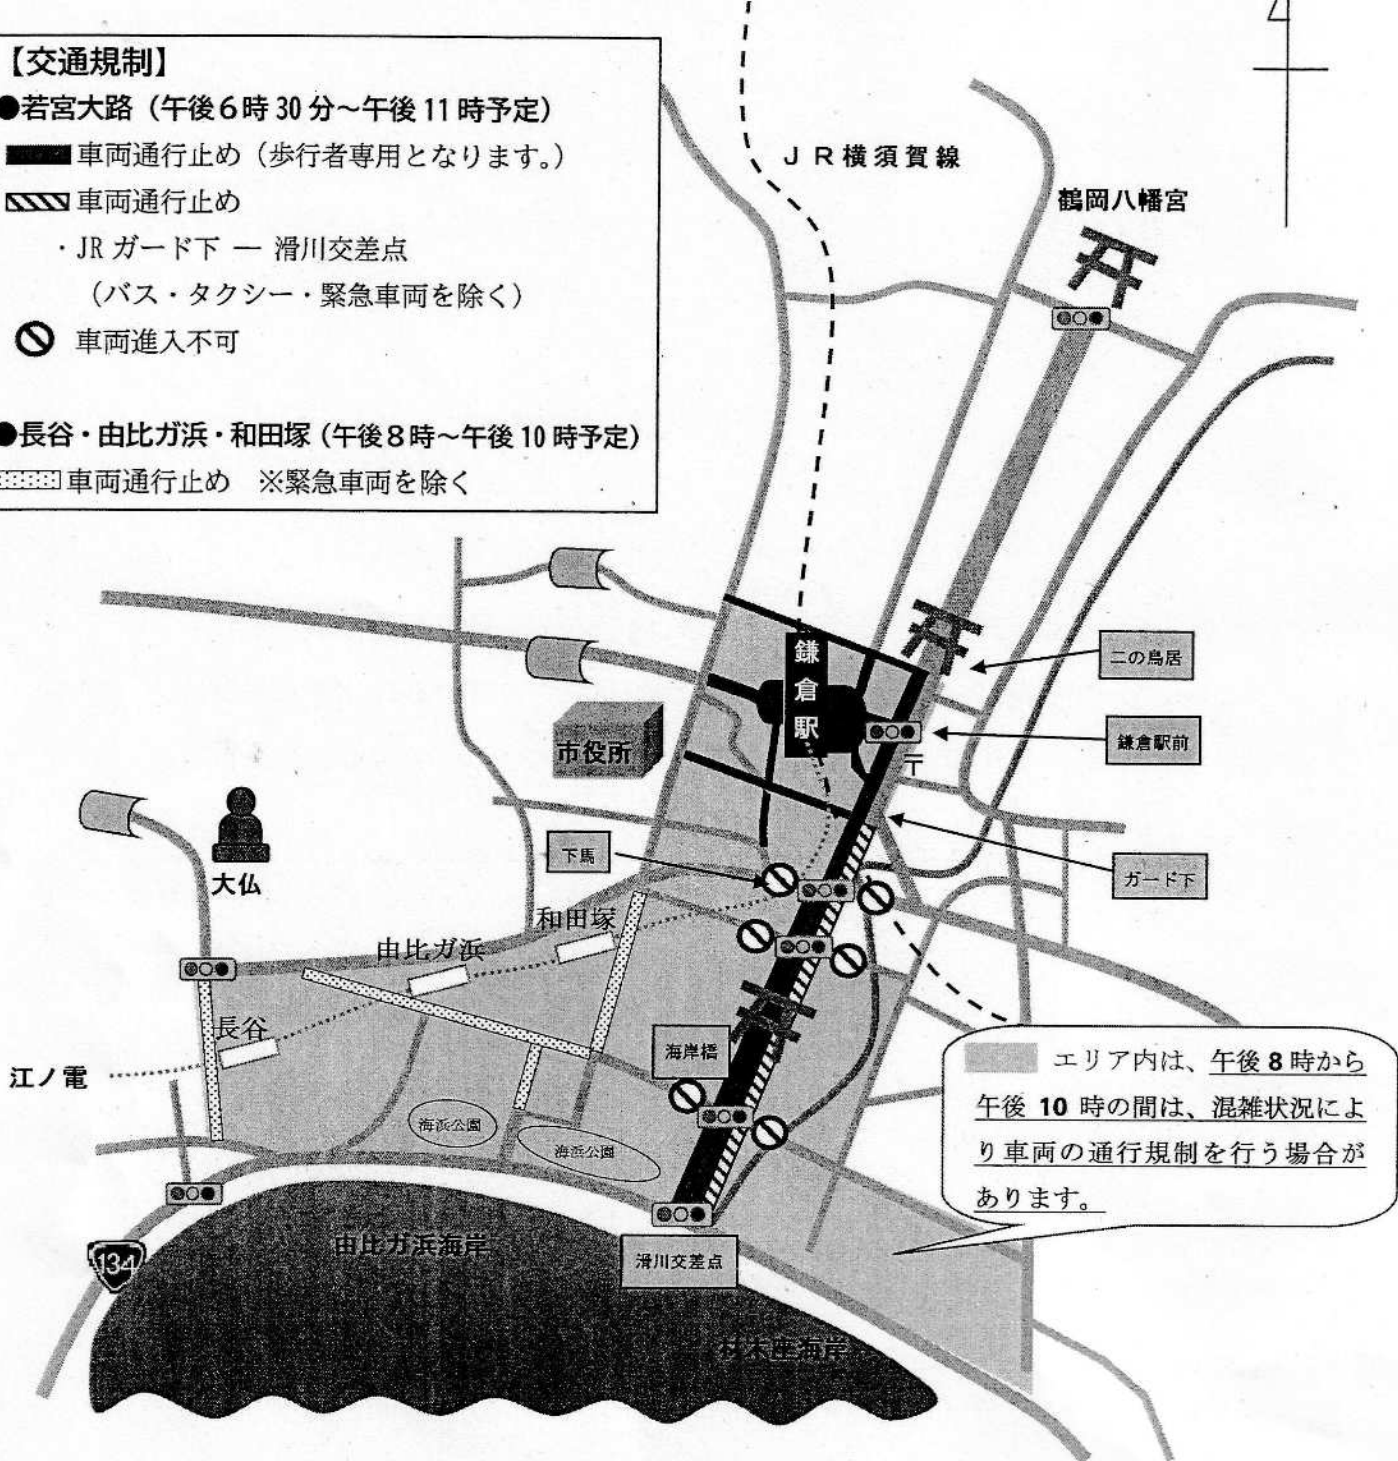 【交通規制】
●若宮大路(午後6時30分~午後11時予定)
車両通行止め(歩行者専用となります。)
車両通行止め
・JRガード下 ― 滑川交差点
(バス・タクシー・緊急車両を除く)
車両進入不可
●長谷・由比ガ浜・和田塚(午後8時~午後10時予定)
車両通行止め ※緊急車両を除く
4
JR横須賀線
鶴岡八幡宮
二の鳥居
鎌倉駅
鎌倉駅前
市役所
〒
大仏
下馬
ガード下
和田塚
由比ガ浜
長谷
江ノ電
海岸橋
海浜公園
海浜公園
エリア内は、午後8時から
午後10時の間は、混雑状況によ
り車両の通行規制を行う場合が
あります。
由比ガ浜海岸
134
滑川交差点
材木座海岸